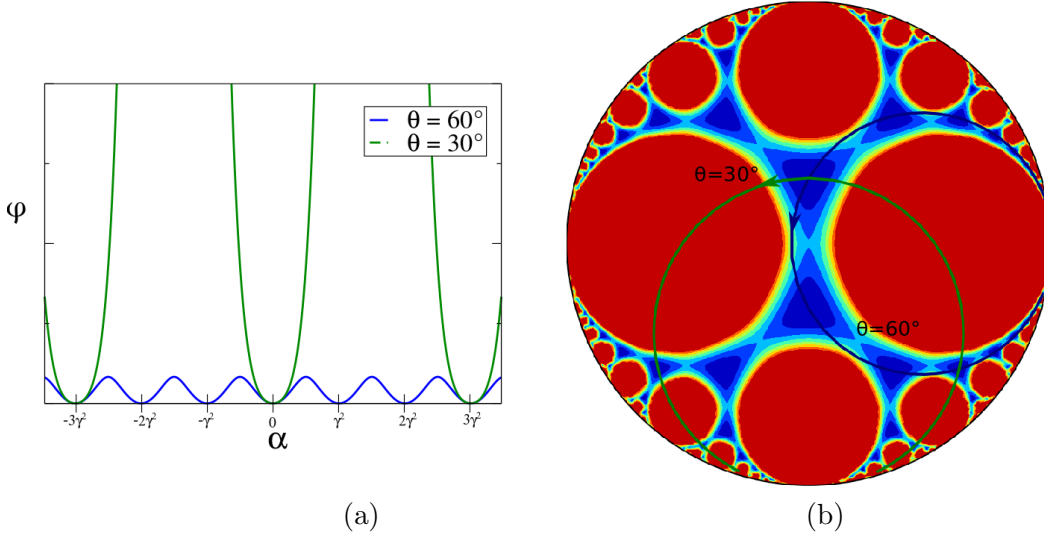 θ = 60°
θ = 30°
φ
-3γ² -2γ² -γ² 0 γ² 2γ² 3γ²
α
(a)
θ=30°
θ=60°
(b)